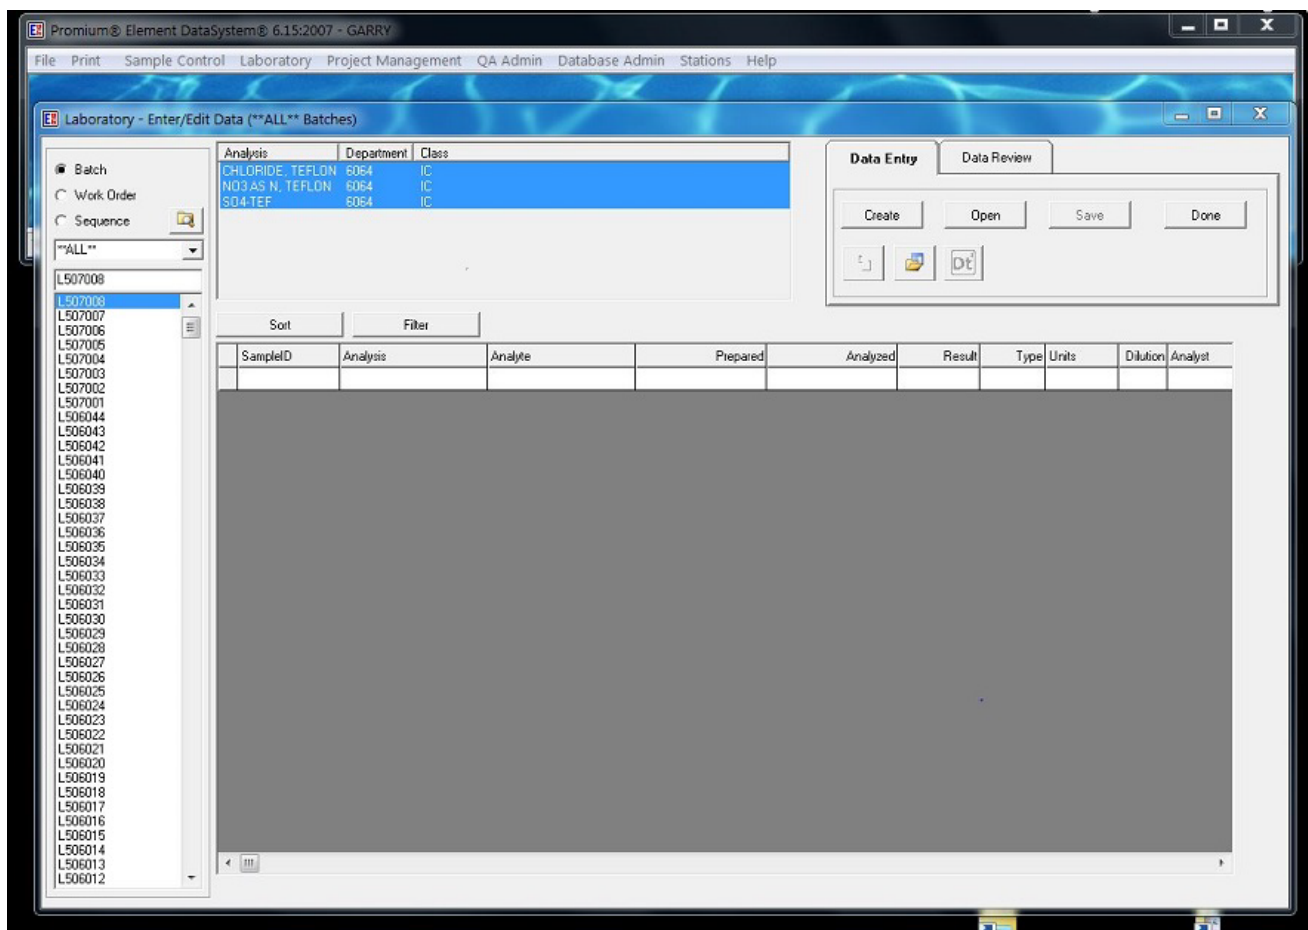 Promium® Element DataSystem® 6.15:2007 - GARRY
File Print Sample Control Laboratory Project Management QA Admin Database Admin Stations Help
Laboratory - Enter/Edit Data (**ALL** Batches)
Batch
Work Order
Sequence
**ALL**
L507008
L507008
L507007
L507006
L507005
L507004
L507003
L507002
L507001
L506044
L506043
L506042
L506041
L506040
L506039
L506038
L506037
L506036
L506035
L506034
L506033
L506032
L506031
L506030
L506029
L506028
L506027
L506026
L506025
L506024
L506023
L506022
L506021
L506020
L506019
L506018
L506017
L506016
L506015
L506014
L506013
L506012
Analysis Department Class
CHLORIDE, TEFLON 6064 IC
NO3 AS N, TEFLON 6064 IC
SO4-TEF 6064 IC
Data Entry Data Review
Create Open Save Done
Dt
Sort Filter
SampleID Analysis Analyte Prepared Analyzed Result Type Units Dilution Analyst